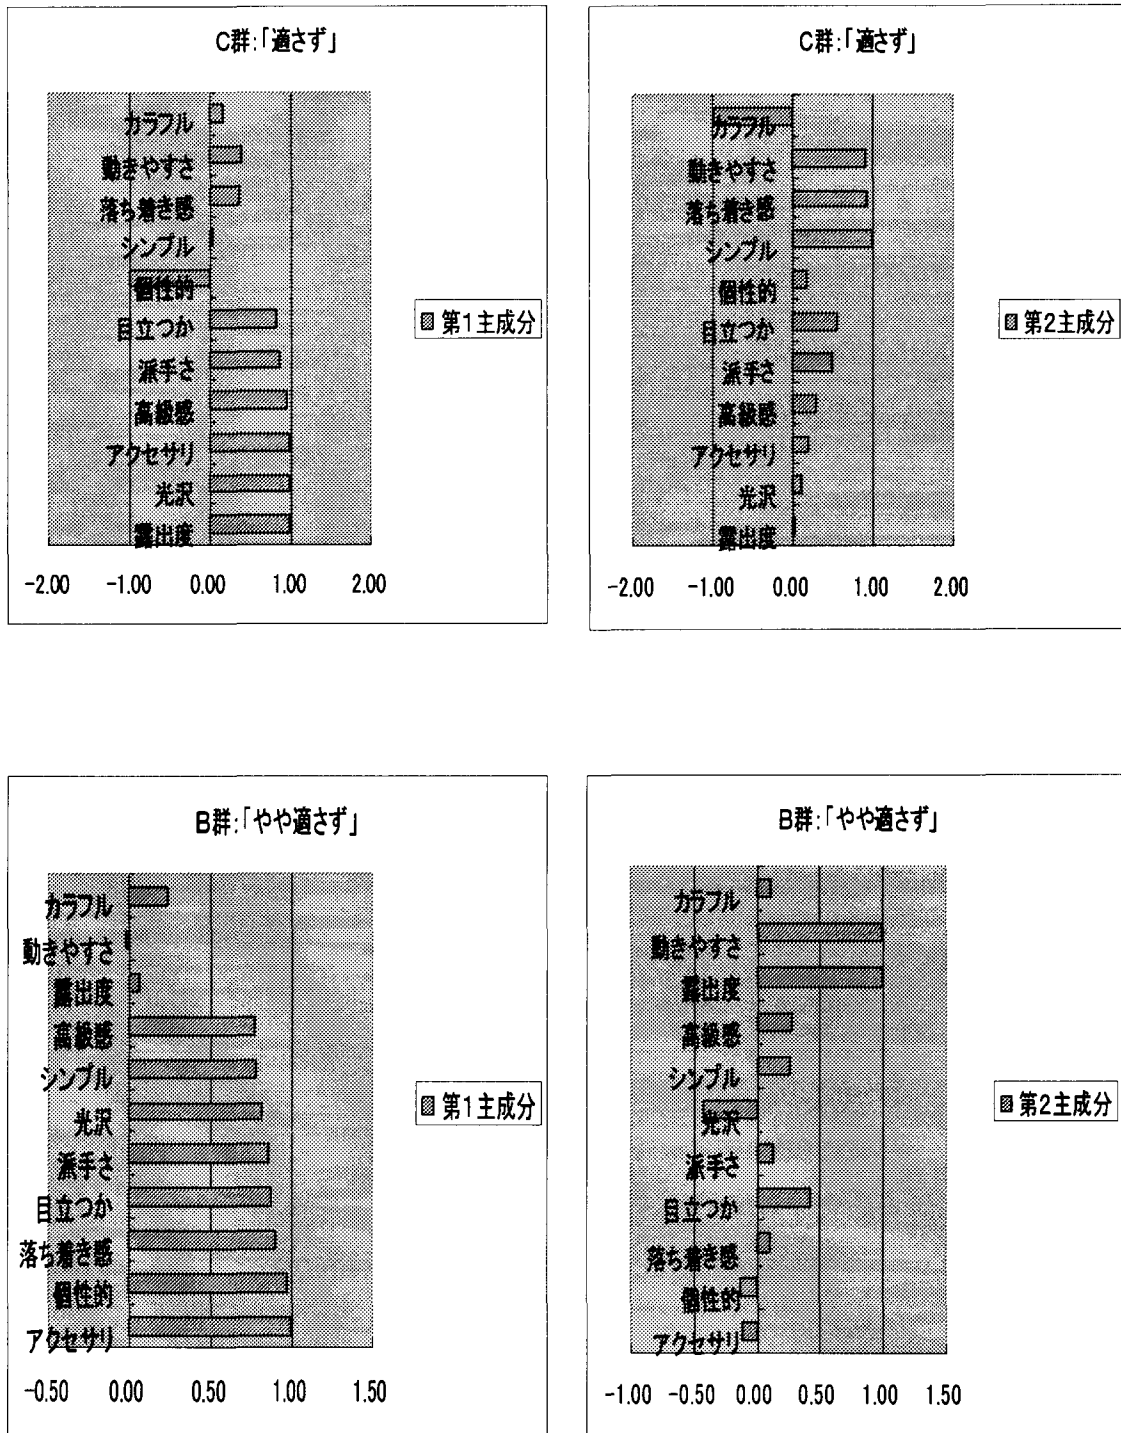 C群:「適さず」
カラフル
動きやすさ
落ち着き感
シンプル
個性的
目立つか
派手さ
高級感
アクセサリ
光沢
露出度
第1主成分
-2.00 -1.00 0.00 1.00 2.00
C群:「適さず」
カラフル
動きやすさ
落ち着き感
シンプル
個性的
目立つか
派手さ
高級感
アクセサリ
光沢
露出度
第2主成分
-2.00 -1.00 0.00 1.00 2.00
B群:「やや適さず」
カラフル
動きやすさ
露出度
高級感
シンプル
光沢
派手さ
目立つか
落ち着き感
個性的
アクセサリ
第1主成分
-0.50 0.00 0.50 1.00 1.50
B群:「やや適さず」
カラフル
動きやすさ
露出度
高級感
シンプル
光沢
派手さ
目立つか
落ち着き感
個性的
アクセサリ
第2主成分
-1.00 -0.50 0.00 0.50 1.00 1.50